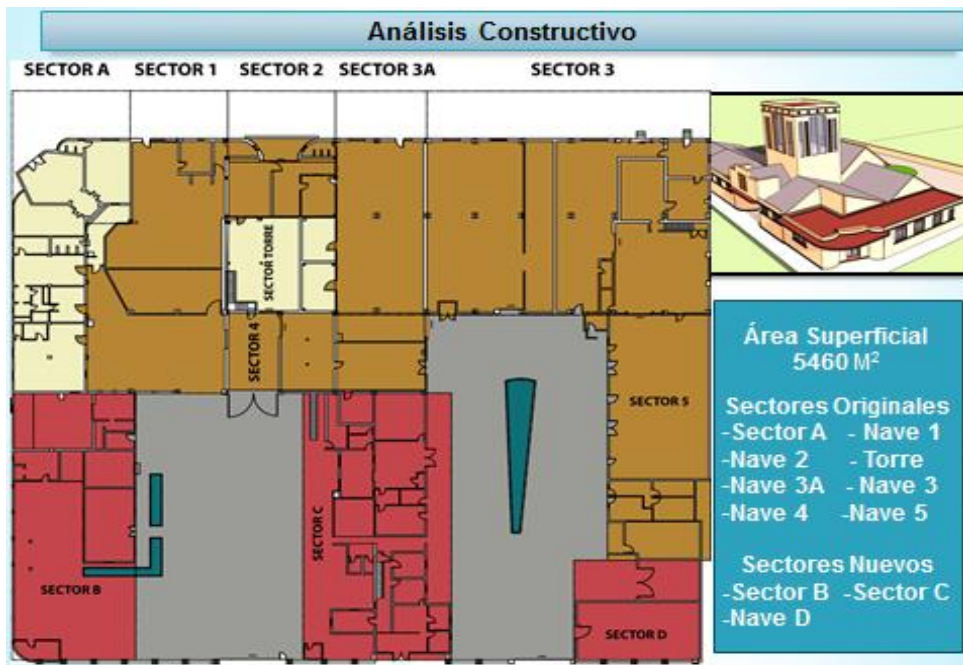 Análisis Constructivo
SECTOR A SECTOR 1 SECTOR 2 SECTOR 3A SECTOR 3
SECTOR TORRE
SECTOR 4
SECTOR 5
SECTOR C
SECTOR B
SECTOR D
Área Superficial
5460 M²
Sectores Originales
-Sector A - Nave 1
-Nave 2 - Torre
-Nave 3A - Nave 3
-Nave 4 -Nave 5
Sectores Nuevos
-Sector B -Sector C
-Nave D